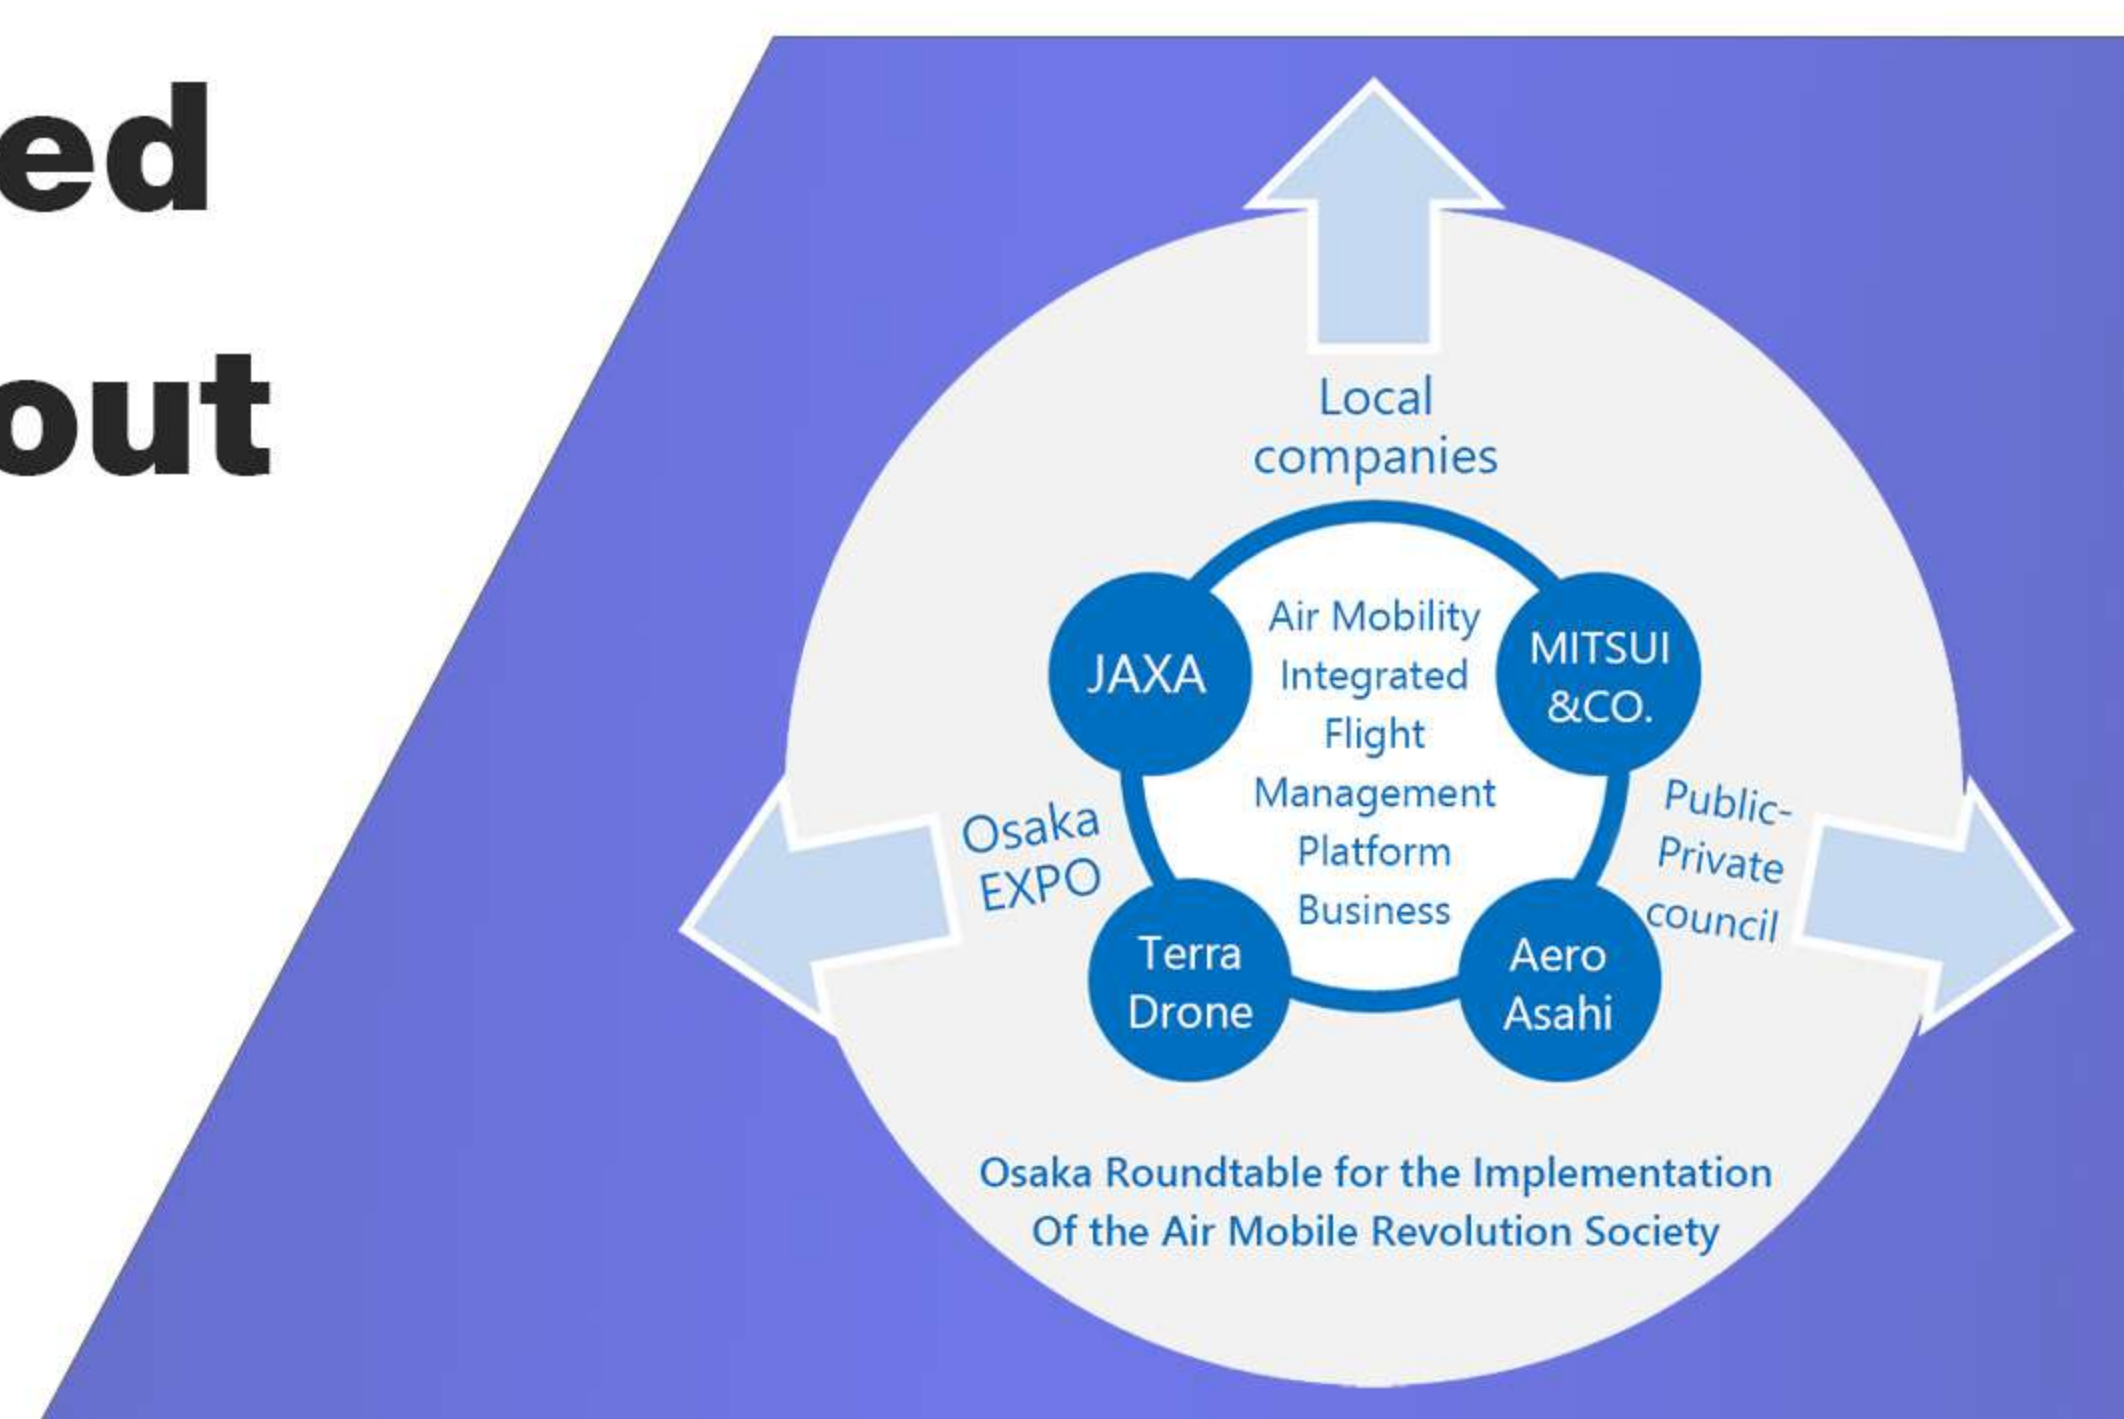 ed
out
Local
companies
JAXA
Air Mobility
Integrated
Flight
Management
Platform
Business
MITSUI
&CO.
Osaka
EXPO
Public-
Private
council
Terra
Drone
Aero
Asahi
Osaka Roundtable for the Implementation
Of the Air Mobile Revolution Society